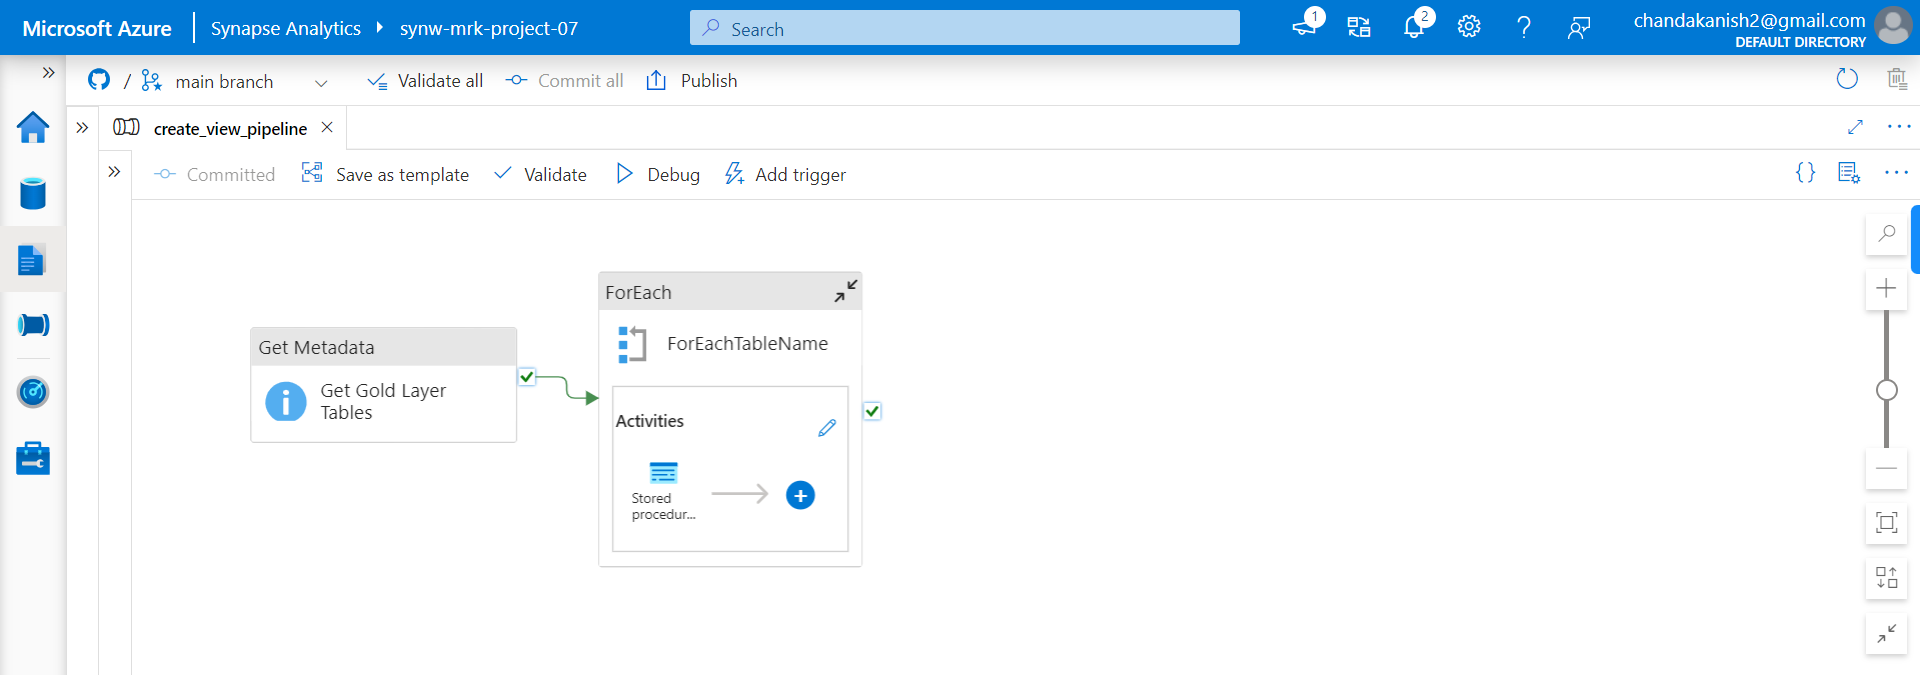 Microsoft Azure
Synapse Analytics
synw-mrk-project-07
Search
1
2
chandakanish2@gmail.com
DEFAULT DIRECTORY
/ main branch
Validate all
Commit all
Publish
create_view_pipeline
Committed
Save as template
Validate
Debug
Add trigger
{}
Get Metadata
Get Gold Layer
Tables
ForEach
ForEachTableName
Activities
Stored
procedur...